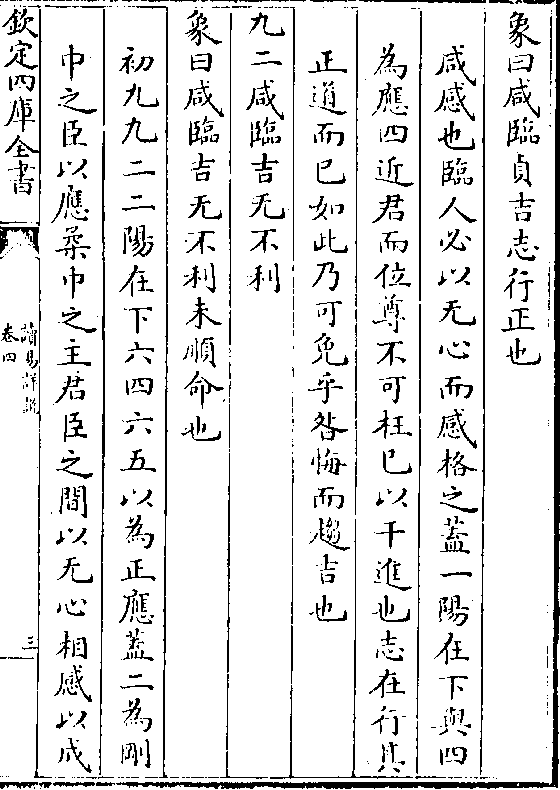 象曰咸臨貞吉志行正也
咸感也臨人必以无心而感格之蓋一陽在下與四
為應四近君而位尊不可枉已以干進也志在行其
正道而已如此乃可免乎咎悔而趨吉也
九二咸臨吉无不利
象曰咸臨吉无不利未順命也
初九九二二陽在下六四六五以為正應蓋二為剛
中之臣以應柔中之主君臣之間以无心相感以成
欽定四庫全書
讀易詳說
卷四
三